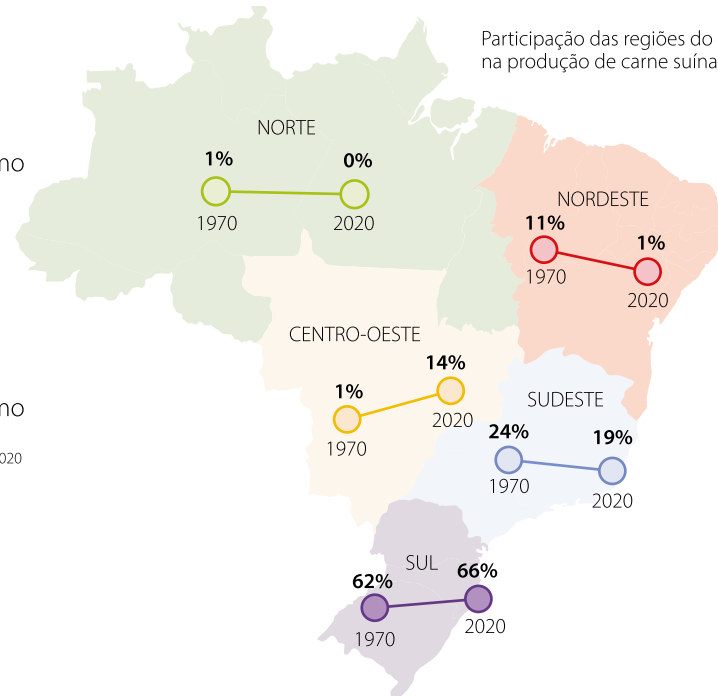 Participação das regiões do
na produção de carne suína
NORTE
1% 0%
1970 2020
NORDESTE
11% 1%
1970 2020
CENTRO-OESTE
1% 14%
1970 2020
SUDESTE
24% 19%
1970 2020
SUL
62% 66%
1970 2020